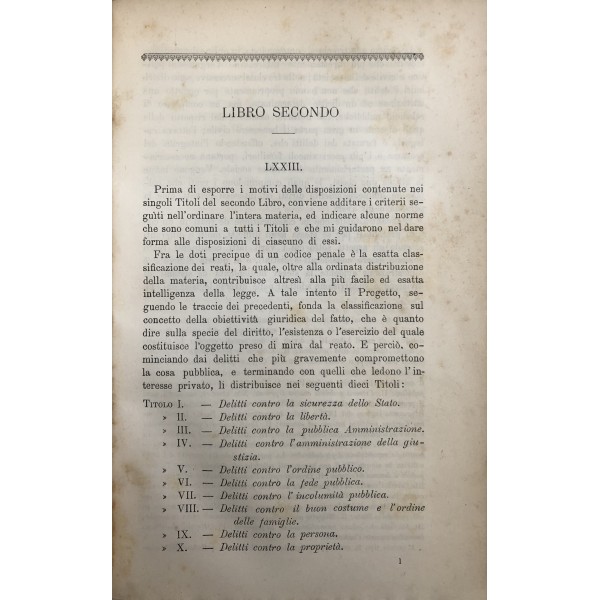 LIBRO SECONDO
LXXIII.
Prima di esporre i motivi delle disposizioni contenute nei
singoli Titoli del secondo Libro, conviene additare i criterii se-
guiti nell'ordinare l'intera materia, ed indicare alcune norme
che sono comuni a tutti i Titoli e che mi guidarono nel dare
forma alle disposizioni di ciascuno di essi.
Fra le doti precipue di un codice penale è la esatta clas-
sificazione dei reati, la quale, oltre alla ordinata distribuzione
della materia, contribuisce altresì alla più facile ed esatta
intelligenza della legge. A tale intento il Progetto, se-
guendo le traccie dei precedenti, fonda la classificazione sul
concetto della obiettività giuridica del fatto, che è quanto
dire sulla specie del diritto, l'esistenza o l'esercizio del quale
costituisce l'oggetto preso di mira dal reato. E perciò, co-
minciando dai delitti che più gravemente compromettono
la cosa pubblica, e terminando con quelli che ledono l'in-
teresse privato, li distribuisce nei seguenti dieci Titoli:
TITOLO I. — Delitti contro la sicurezza dello Stato.
» II. — Delitti contro la libertà.
» III. — Delitti contro la pubblica Amministrazione.
» IV. — Delitti contro l'amministrazione della giu-
stizia.
» V. — Delitti contro l'ordine pubblico.
» VI. — Delitti contro la fede pubblica.
» VII. — Delitti contro l'incolumità pubblica.
» VIII. — Delitti contro il buon costume e l'ordine
delle famiglie.
» IX. — Delitti contro la persona.
» X. — Delitti contro la proprietà.
1